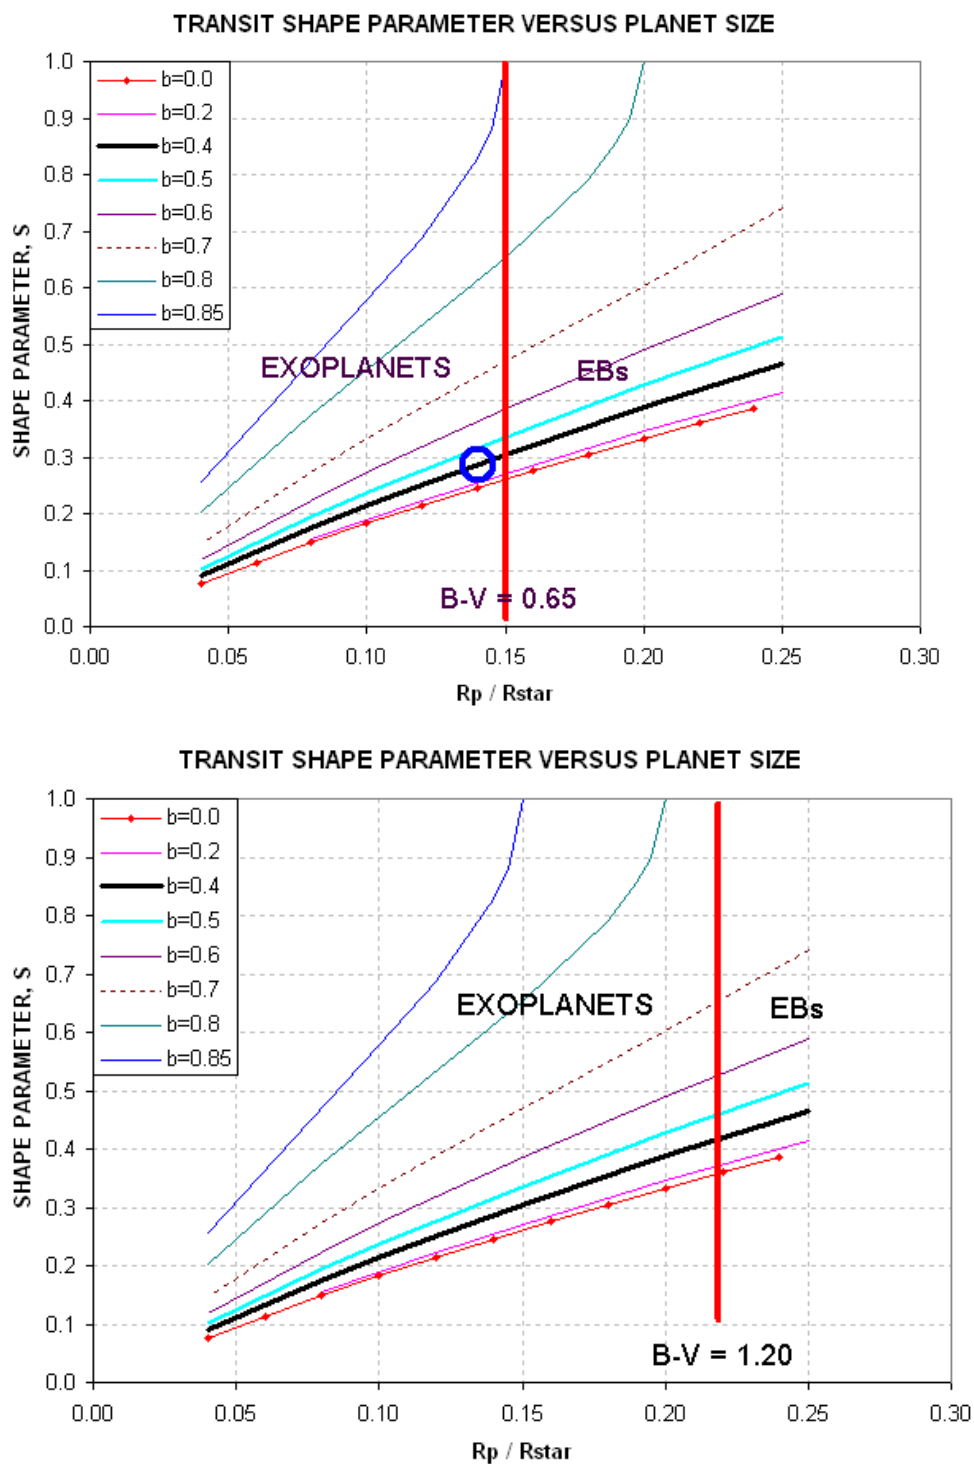 TRANSIT SHAPE PARAMETER VERSUS PLANET SIZE
1.0
0.9
0.8
0.7
0.6
0.5
0.4
0.3
0.2
0.1
0.0
SHAPE PARAMETER, S
b=0.0
b=0.2
b=0.4
b=0.5
b=0.6
b=0.7
b=0.8
b=0.85
EXOPLANETS
EBs
B-V = 0.65
0.00 0.05 0.10 0.15 0.20 0.25 0.30
Rp / Rstar
TRANSIT SHAPE PARAMETER VERSUS PLANET SIZE
1.0
0.9
0.8
0.7
0.6
0.5
0.4
0.3
0.2
0.1
0.0
SHAPE PARAMETER, S
b=0.0
b=0.2
b=0.4
b=0.5
b=0.6
b=0.7
b=0.8
b=0.85
EXOPLANETS
EBs
B-V = 1.20
0.00 0.05 0.10 0.15 0.20 0.25 0.30
Rp / Rstar